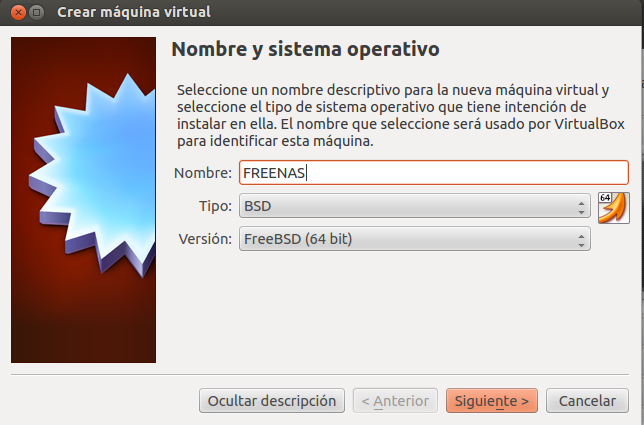 Crear máquina virtual
Nombre y sistema operativo
Seleccione un nombre descriptivo para la nueva máquina virtual y
seleccione el tipo de sistema operativo que tiene intención de
instalar en ella. El nombre que seleccione será usado por VirtualBox
para identificar esta máquina.
Nombre: FREENAS
Tipo: BSD
64
Versión: FreeBSD (64 bit)
Ocultar descripción < Anterior Siguiente > Cancelar